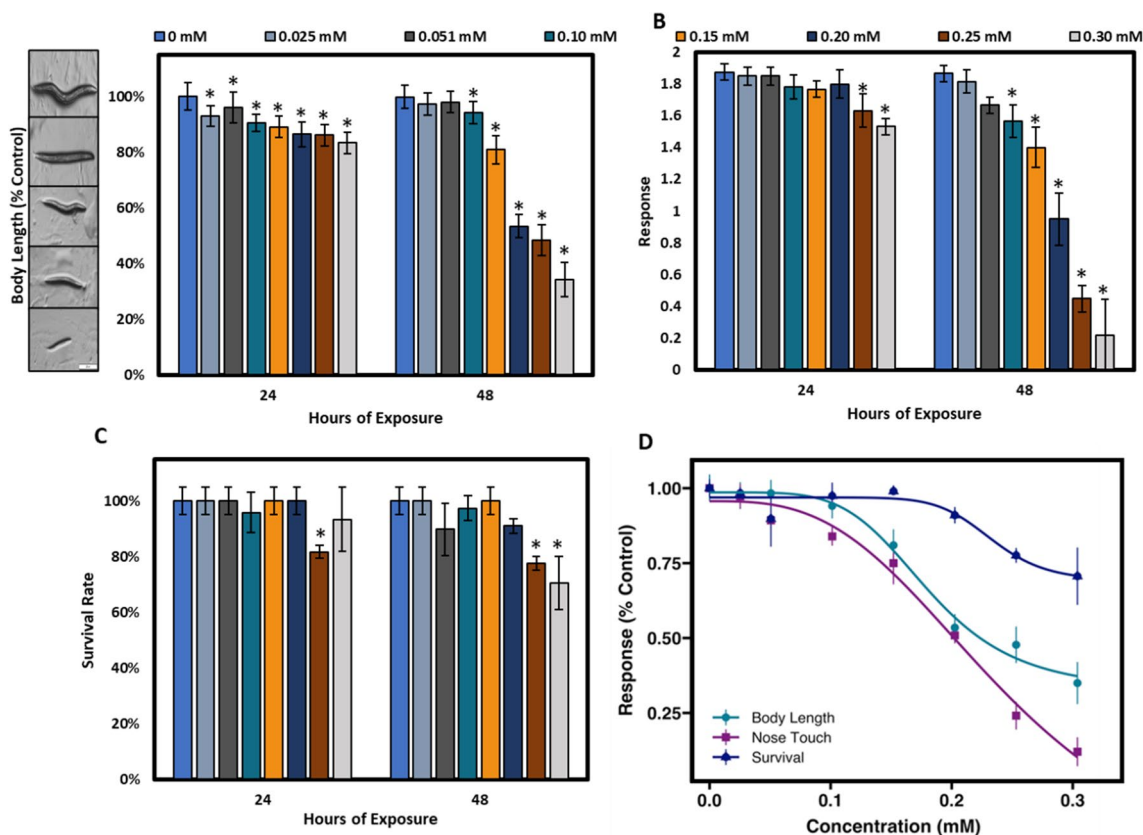 0 mM 0.025 mM 0.051 mM 0.10 mM 0.15 mM 0.20 mM 0.25 mM 0.30 mM
B
Body Length (% Control)
100%
80%
60%
40%
20%
0%
* * * * * * *
* * * * *
24 48
Hours of Exposure
Response
2
1.8
1.6
1.4
1.2
1
0.8
0.6
0.4
0.2
0
* *
* * * * *
24 48
Hours of Exposure
C
Survival Rate
100%
80%
60%
40%
20%
0%
*
* *
24 48
Hours of Exposure
D
Response (% Control)
1.00
0.75
0.50
0.25
Body Length
Nose Touch
Survival
0.0 0.1 0.2 0.3
Concentration (mM)